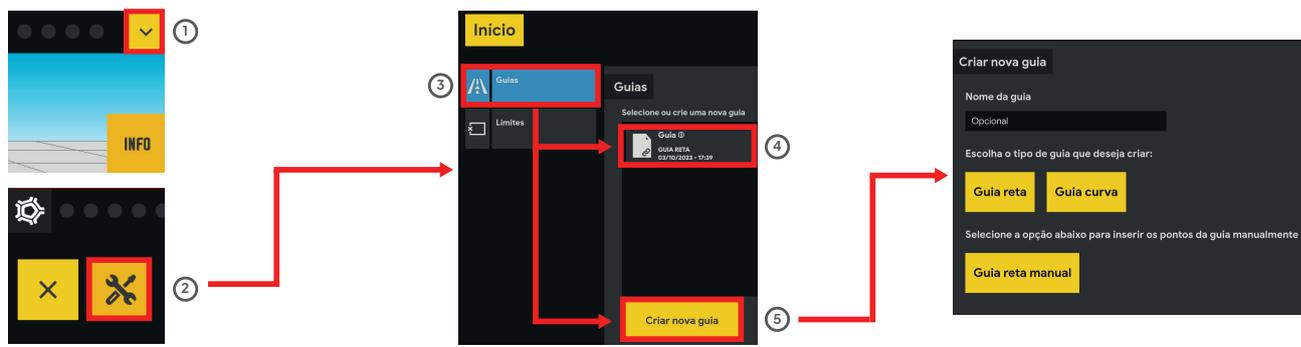 1
INFO
2
Início
3
Guias
Limites
Guias
Selecione ou crie uma nova guia
Guia ①
GUIA RETA
03/10/2023 - 17:39
4
Criar nova guia
5
Criar nova guia
Nome da guia
Opcional
Escolha o tipo de guia que deseja criar:
Guia reta
Guia curva
Selecione a opção abaixo para inserir os pontos da guia manualmente
Guia reta manual